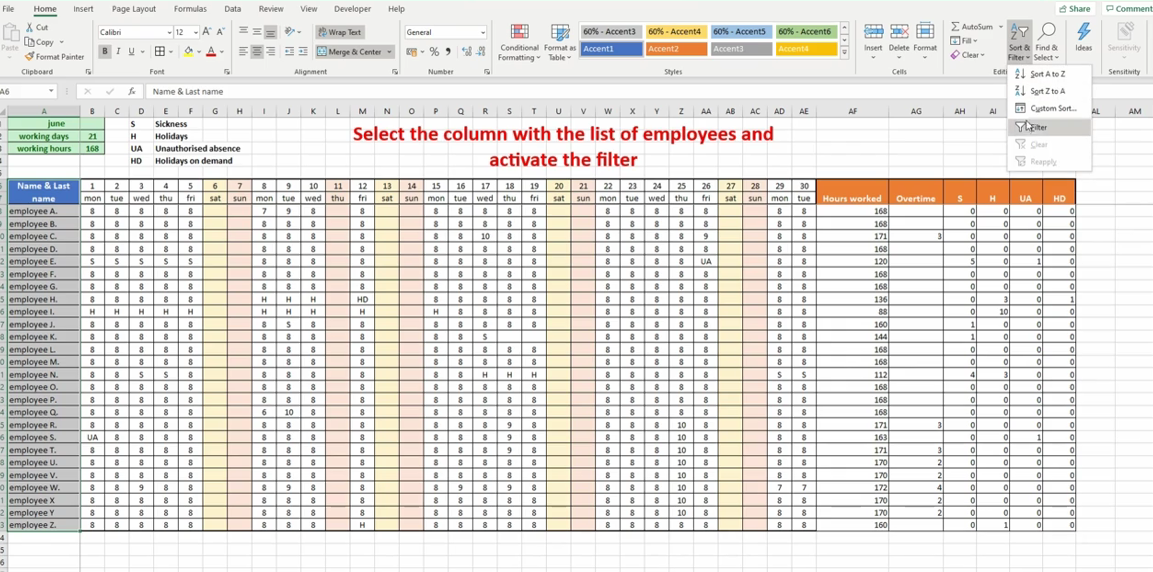 File Home Insert Page Layout Formulas Data Review View Developer Help Share Comment
Cut Calibri 12 Wrap Text General 60% - Accent3 60% - Accent4 60% - Accent5 60% - Accent6 AutoSum
Paste Copy Merge & Center Conditional Formatting Format as Table Accent1 Accent2 Accent3 Accent4 Insert Delete Format Fill Sort & Filter Find & Select Ideas Sensitivity
Format Painter Clear
Clipboard Font Alignment Number Styles Cells Sensitivity
Sort A to Z
Sort Z to A
Custom Sort...
Filter
Clear
Reapply
A6 Name & Last name
A B C D E F G H I J K L M N O P Q R S T U V W X Y Z AA AB AC AD AE AF AG AH AI AL AM
june S Sickness
working days 21 H Holidays
working hours 168 UA Unauthorised absence
HD Holidays on demand
Select the column with the list of employees and
activate the filter
Name & Last name 1 2 3 4 5 6 7 8 9 10 11 12 13 14 15 16 17 18 19 20 21 22 23 24 25 26 27 28 29 30
mon tue wed thu fri sat sun mon tue wed thu fri sat sun mon tue wed thu fri sat sun mon tue wed thu fri sat sun mon tue Hours worked Overtime S H UA HD
employee A. 8 8 8 8 8 7 9 8 8 8 8 8 8 8 8 8 8 8 8 8 8 168 0 0 0 0
employee B. 8 8 8 8 8 8 8 8 8 8 8 8 8 8 8 8 8 8 8 8 8 168 0 0 0 0
employee C. 8 8 8 8 8 8 8 8 8 8 8 10 8 8 8 8 8 8 9 8 8 171 3 0 0 0 0
employee D. 8 8 8 8 8 8 8 8 8 8 8 8 8 8 8 8 8 8 8 8 8 168 0 0 0 0
employee E. S S S S S 8 8 8 8 8 8 8 8 8 8 8 8 8 UA 8 8 120 5 0 1 0
employee F. 8 8 8 8 8 8 8 8 8 8 8 8 8 8 8 8 8 8 8 8 8 168 0 0 0 0
employee G. 8 8 8 8 8 8 8 8 8 8 8 8 8 8 8 8 8 8 8 8 8 168 0 0 0 0
employee H. 8 8 8 8 8 H H H HD 8 8 8 8 8 8 8 8 8 8 8 8 136 0 3 0 1
employee I. H H H H H H H H H H 8 8 8 8 8 8 8 8 8 8 8 88 0 10 0 0
employee J. 8 8 8 8 8 8 S 8 8 8 8 8 8 8 8 8 8 8 8 8 8 160 1 0 0 0
employee K. 8 8 8 8 8 8 8 8 8 8 8 S 8 8 8 8 8 8 8 144 1 0 0 0
employee L. 8 8 8 8 8 8 8 8 8 8 8 8 8 8 8 8 8 8 8 8 8 168 0 0 0 0
employee M. 8 8 8 8 8 8 8 8 8 8 8 8 8 8 8 8 8 8 8 8 8 168 0 0 0 0
employee N. 8 8 S S 8 8 8 8 8 8 8 H H H 8 8 8 8 8 S S 112 4 3 0 0
employee O. 8 8 8 8 8 8 8 8 8 8 8 8 8 8 8 8 8 8 8 8 8 168 0 0 0 0
employee P. 8 8 8 8 8 8 8 8 8 8 8 8 8 8 8 8 8 8 8 8 8 168 0 0 0 0
employee Q. 8 8 8 8 8 6 10 8 8 8 8 8 8 8 8 8 8 8 8 8 8 168 0 0 0 0
employee R. 8 8 8 8 8 8 8 8 8 8 8 8 9 8 8 8 8 10 8 8 8 171 3 0 0 0 0
employee S. UA 8 8 8 8 8 8 8 8 8 8 8 9 8 8 8 8 10 8 8 8 163 0 0 1 0
employee T. 8 8 8 8 8 8 8 8 8 8 8 8 9 8 8 8 8 10 8 8 8 171 3 0 0 0 0
employee U. 8 8 8 8 8 8 8 8 8 8 8 8 8 8 8 8 8 10 8 8 8 170 2 0 0 0 0
employee V. 8 8 8 8 8 8 8 8 8 8 8 8 8 8 8 8 8 10 8 8 8 170 2 0 0 0 0
employee W. 8 8 9 8 8 8 9 8 8 8 9 9 8 8 8 8 8 10 8 7 7 172 4 0 0 0 0
employee X 8 8 8 8 8 8 8 8 8 8 8 8 8 8 8 8 8 10 8 8 8 170 2 0 0 0 0
employee Y 8 8 8 8 8 8 8 8 8 8 8 8 8 8 8 8 8 10 8 8 8 170 2 0 0 0 0
employee Z. 8 8 8 8 8 8 8 8 H 8 8 8 8 8 8 8 8 8 8 8 8 160 0 1 0 0